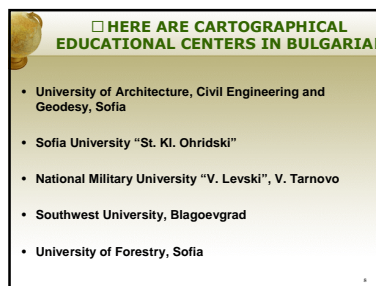 □ HERE ARE CARTOGRAPHICAL
EDUCATIONAL CENTERS IN BULGARIA
• University of Architecture, Civil Engineering and
Geodesy, Sofia
• Sofia University “St. Kl. Ohridski”
• National Military University “V. Levski”, V. Tarnovo
• Southwest University, Blagoevgrad
• University of Forestry, Sofia